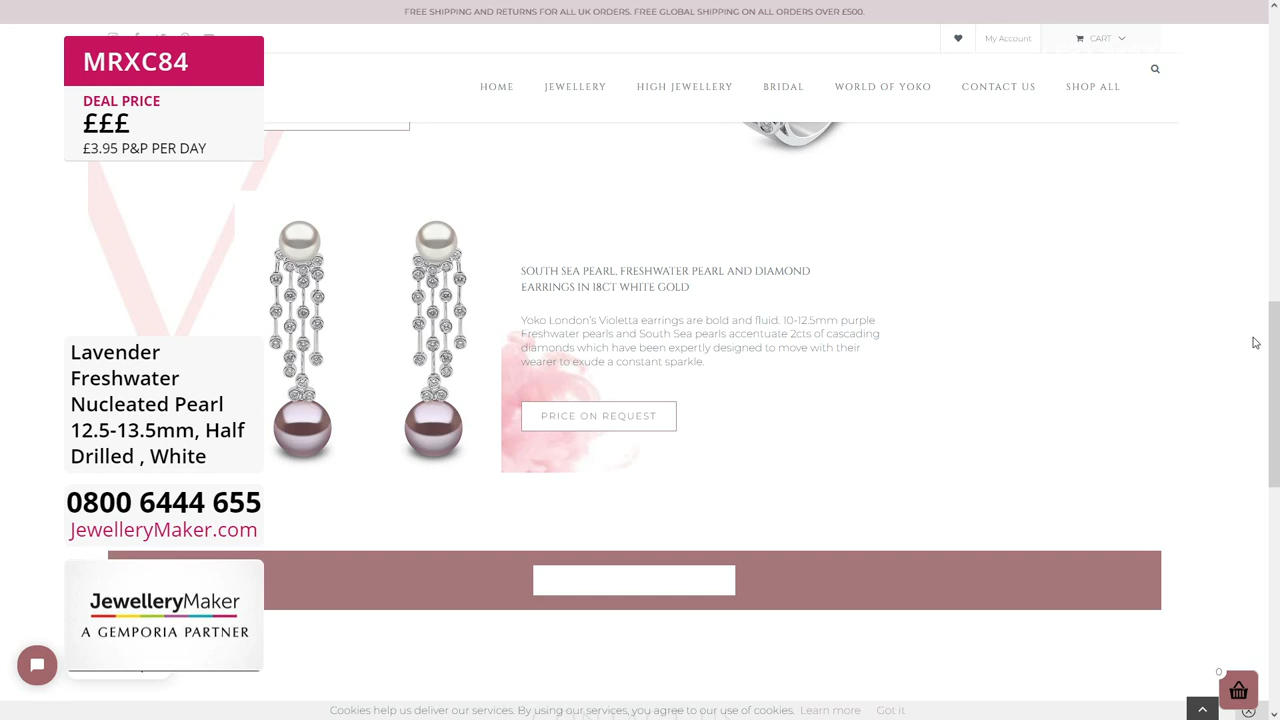 FREE SHIPPING AND RETURNS FOR ALL UK ORDERS. FREE GLOBAL SHIPPING ON ALL ORDERS OVER £500.
My Account
CART
HOME
JEWELLERY
HIGH JEWELLERY
BRIDAL
WORLD OF YOKO
CONTACT US
SHOP ALL
MRXC84
DEAL PRICE
£££
£3.95 P&P PER DAY
SOUTH SEA PEARL, FRESHWATER PEARL AND DIAMOND
EARRINGS IN 18CT WHITE GOLD
Yoko London's Violetta earrings are bold and fluid. 10-12.5mm purple
Freshwater pearls and South Sea pearls accentuate 2cts of cascading
diamonds which have been expertly designed to move with their
wearer to exude a constant sparkle.
PRICE ON REQUEST
Lavender
Freshwater
Nucleated Pearl
12.5-13.5mm, Half
Drilled , White
0800 6444 655
JewelleryMaker.com
JewelleryMaker
A GEMPORIA PARTNER
0
Cookies help us deliver our services. By using our services, you agree to our use of cookies. Learn more Got it